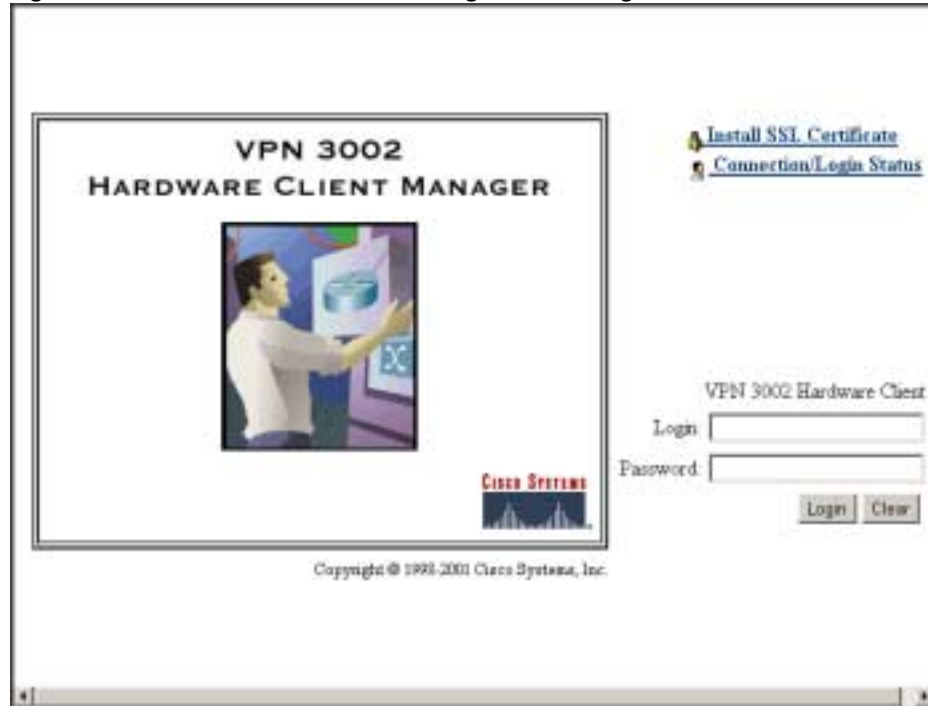 VPN 3002
HARDWARE CLIENT MANAGER
CISCO SYSTEMS
Copyright © 1998-2001 Cisco Systems, Inc.
Install SSL Certificate
Connection/Login Status
VPN 3002 Hardware Client
Login
Password
Login Clear